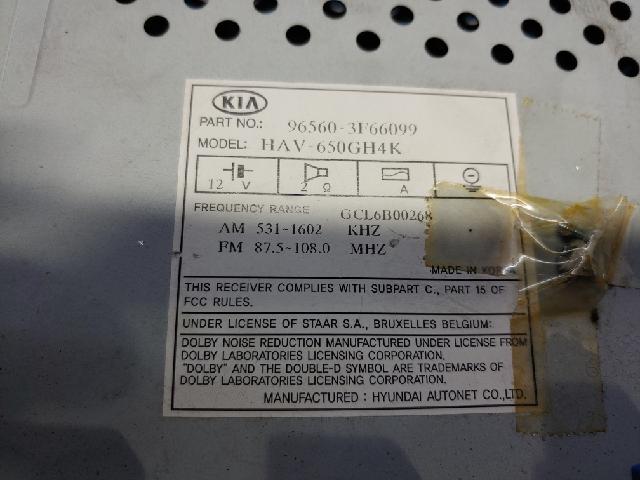 KIA
PART NO.: 96560-3F66099
MODEL: HAV-650GH4K
12 V 2 Ω A
FREQUENCY RANGE GCL6B00268
AM 531~1602 KHZ
FM 87.5~108.0 MHZ
MADE IN KOREA
THIS RECEIVER COMPLIES WITH SUBPART C., PART 15 OF
FCC RULES.
UNDER LICENSE OF STAAR S.A., BRUXELLES BELGIUM:
DOLBY NOISE REDUCTION MANUFACTURED UNDER LICENSE FROM
DOLBY LABORATORIES LICENSING CORPORATION.
"DOLBY" AND THE DOUBLE-D SYMBOL ARE TRADEMARKS OF
DOLBY LABORATORIES LICENSING CORPORATION.
MANUFACTURED : HYUNDAI AUTONET CO.,LTD.